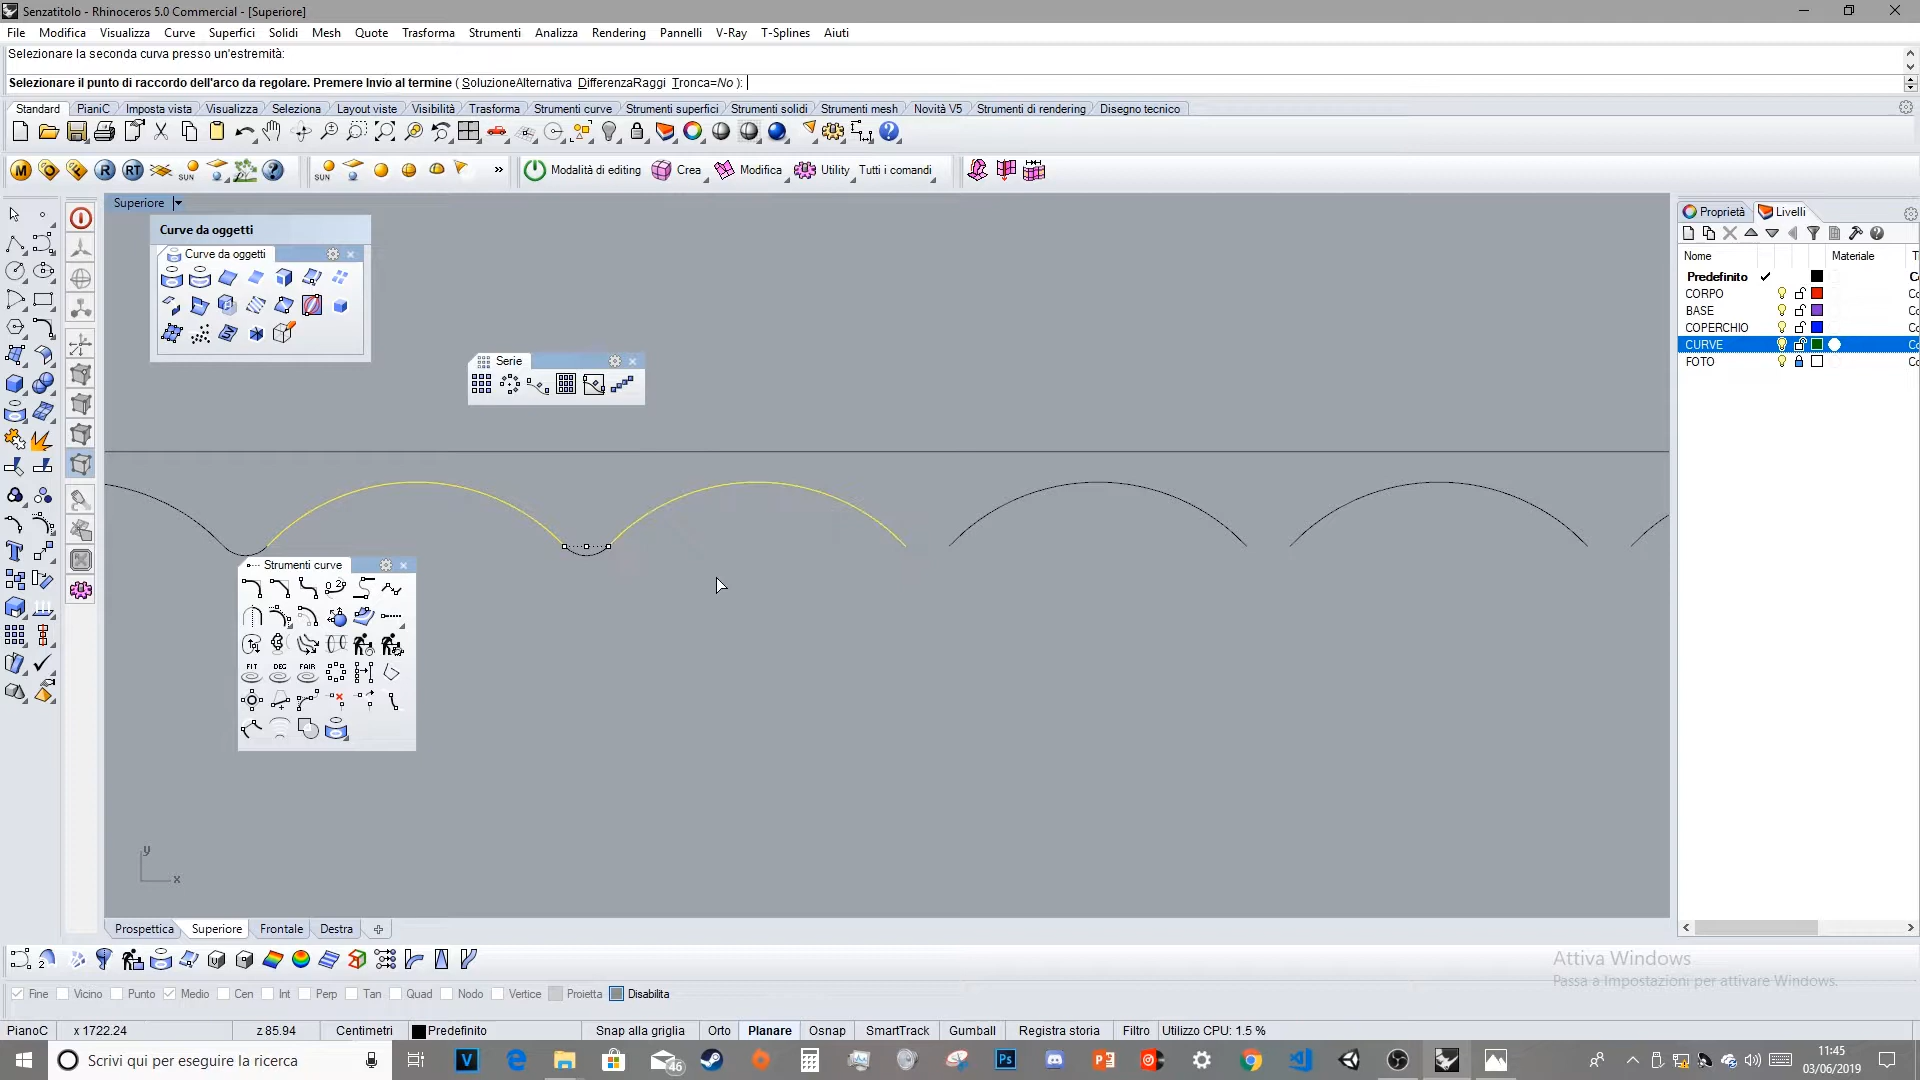 Senzatitolo - Rhinoceros 5.0 Commercial - [Superiore]
File Modifica Visualizza Curve Superfici Solidi Mesh Quote Trasforma Strumenti Analizza Rendering Pannelli V-Ray T-Splines Aiuti
Selezionare la seconda curva presso un'estremità:
Selezionare il punto di raccordo dell'arco da regolare. Premere Invio al termine ( SoluzioneAlternativa DifferenzaRaggi Tronca=No ):
Standard PianiC Imposta vista Visualizza Seleziona Layout viste Visibilità Trasforma Strumenti curve Strumenti superfici Strumenti solidi Strumenti mesh Novità V5 Strumenti di rendering Disegno tecnico
M R RT SUN SUN Modalità di editing Crea Modifica Utility Tutti i comandi
Superiore
Proprietà Livelli
Curve da oggetti
Curve da oggetti
Nome Materiale
Predefinito
CORPO
BASE
COPERCHIO
CURVE
FOTO
Serie
Strumenti curve
FIT DEG FAIR
y
x
Prospettica Superiore Frontale Destra
Attiva Windows
Passa a Impostazioni per attivare Windows.
Fine Vicino Punto Medio Cen Int Perp Tan Quad Nodo Vertice Proietta Disabilita
PianoC x 1722.24 z 85.94 Centimetri Predefinito Snap alla griglia Orto Planare Osnap SmartTrack Gumball Registra storia Filtro Utilizzo CPU: 1.5 %
Scrivi qui per eseguire la ricerca
46
Ps
11:45
03/06/2019